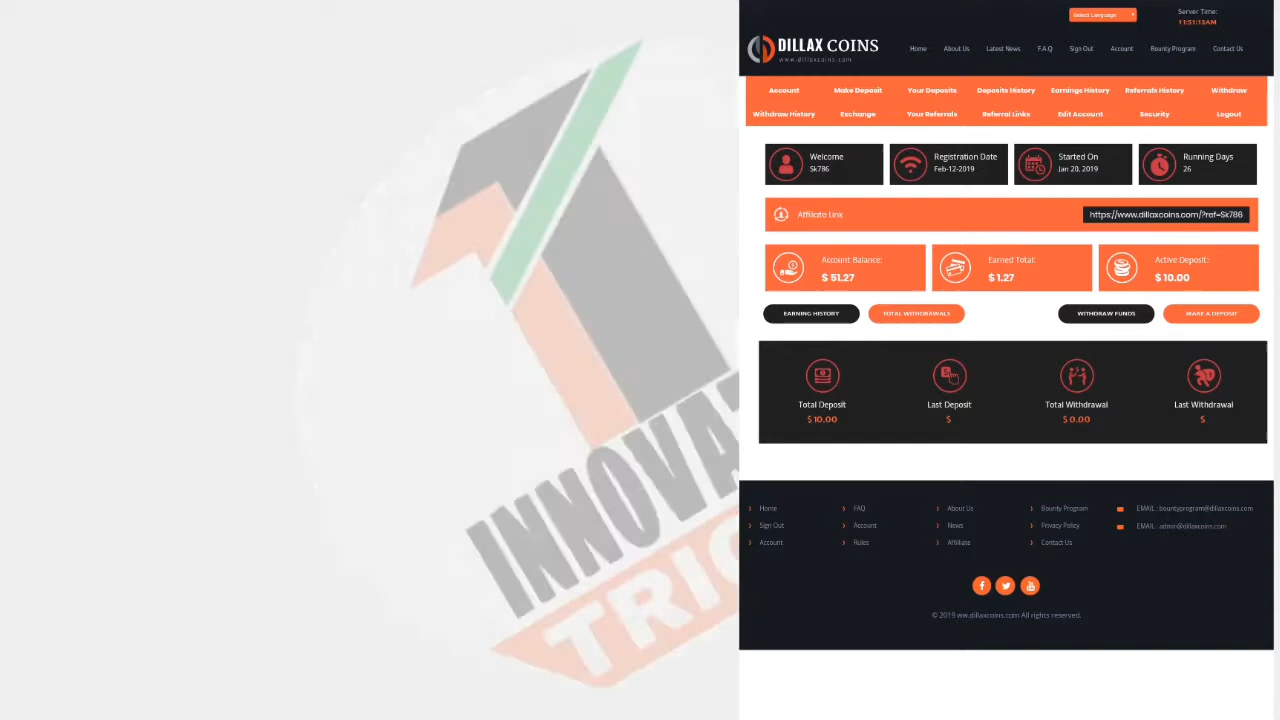 INNOVA
TRIC
Select Language
Server Time:
11:51:13AM
DILLAX COINS
www.dillaxcoins.com
Home About Us Latest News F.A.Q Sign Out Account Bounty Program Contact Us
Account Make Deposit Your Deposits Deposits History Earnings History Referrals History Withdraw
Withdraw History Exchange Your Referrals Referral Links Edit Account Security Logout
Welcome Registration Date Started On Running Days
Sk786 Feb-12-2019 Jan 20, 2019 26
Affiliate Link https://www.dillaxcoins.com/?ref=Sk786
Account Balance: Earned Total: Active Deposit:
$ 51.27 $ 1.27 $ 10.00
EARNING HISTORY TOTAL WITHDRAWALS WITHDRAW FUNDS MAKE A DEPOSIT
Total Deposit Last Deposit Total Withdrawal Last Withdrawal
$ 10.00 $ $ 0.00 $
Home FAQ About Us Bounty Program EMAIL : bountyprogram@dillaxcoins.com
Sign Out Account News Privacy Policy EMAIL : admin@dillaxcoins.com
Account Rules Affiliate Contact Us
© 2019 ww.dillaxcoins.com All rights reserved.